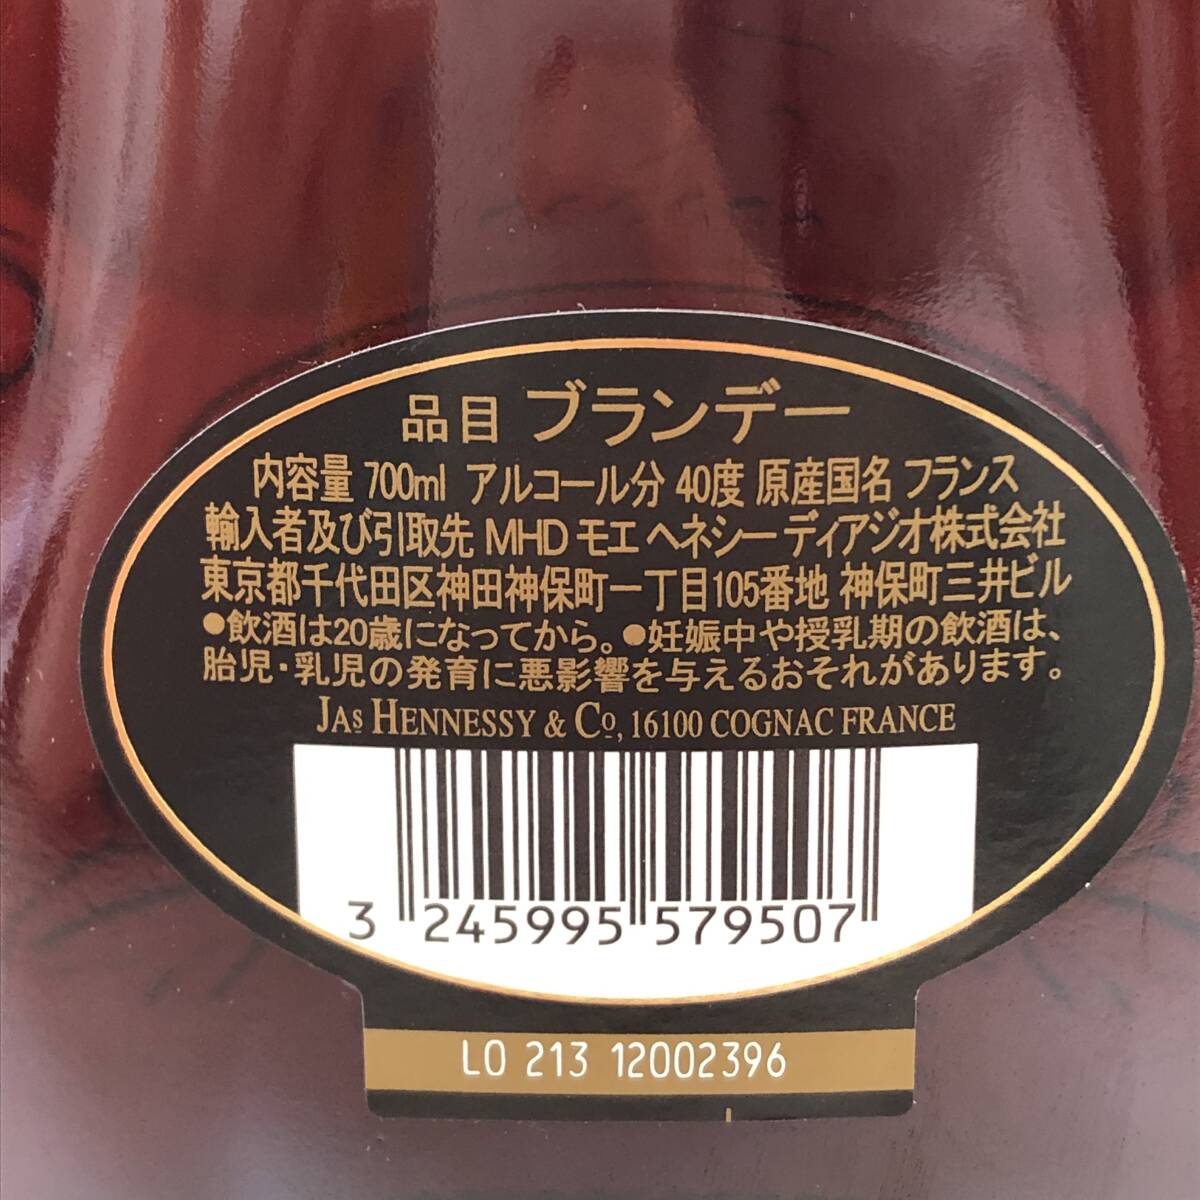 品目 ブランデー
内容量 700ml アルコール分 40度 原産国名 フランス
輸入者及び引取先 MHD モエ ヘネシー ディアジオ株式会社
東京都千代田区神田神保町一丁目105番地 神保町三井ビル
●飲酒は20歳になってから。●妊娠中や授乳期の飲酒は、
胎児・乳児の発育に悪影響を与えるおそれがあります。
JAS HENNESSY & Co, 16100 COGNAC FRANCE
3 245995 579507
LO 213 12002396